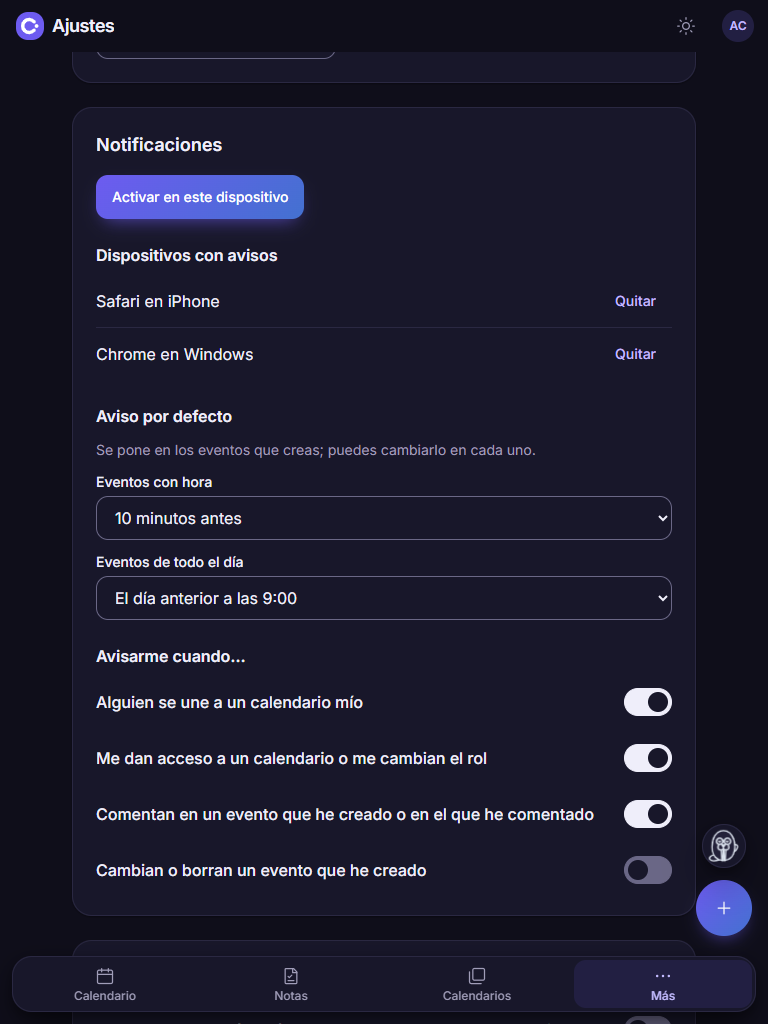 Ajustes
AC
Notificaciones
Activar en este dispositivo
Dispositivos con avisos
Safari en iPhone
Quitar
Chrome en Windows
Quitar
Aviso por defecto
Se pone en los eventos que creas; puedes cambiarlo en cada uno.
Eventos con hora
10 minutos antes
Eventos de todo el día
El día anterior a las 9:00
Avisarme cuando...
Alguien se une a un calendario mío
Me dan acceso a un calendario o me cambian el rol
Comentan en un evento que he creado o en el que he comentado
Cambian o borran un evento que he creado
Calendario
Notas
Calendarios
Más